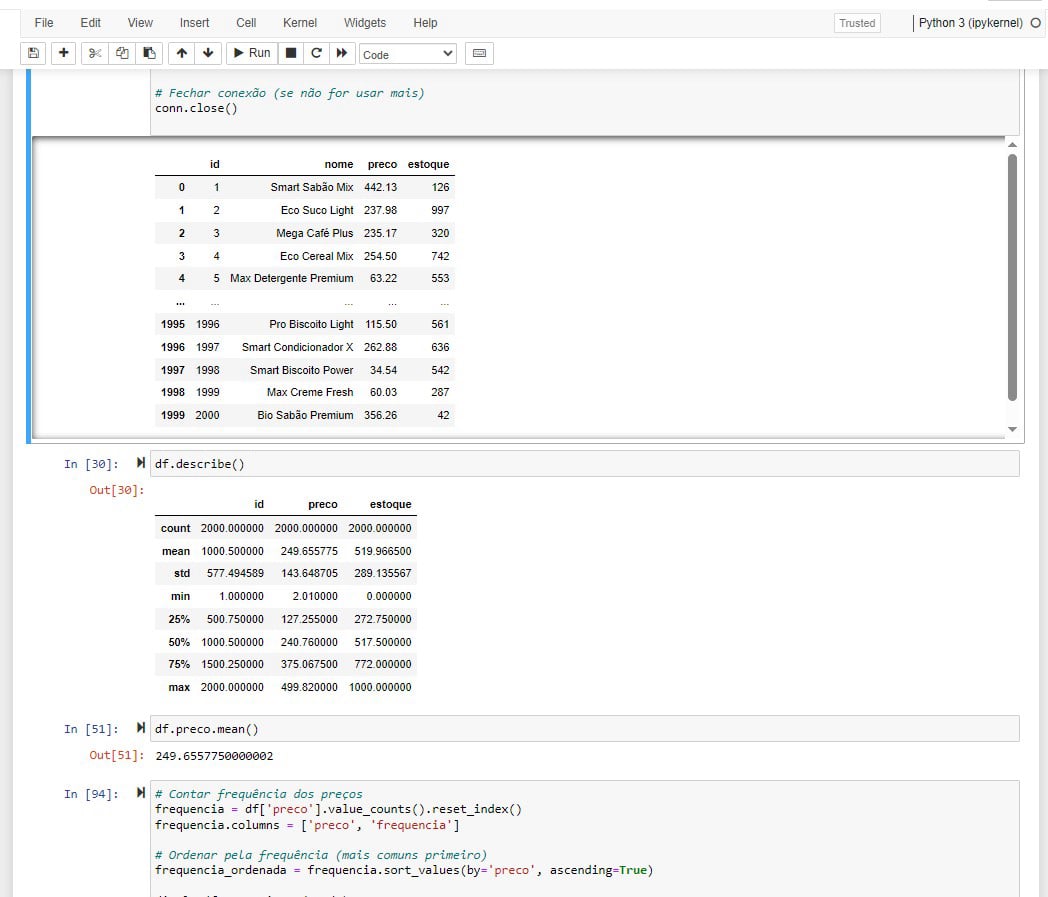 File Edit View Insert Cell Kernel Widgets Help Trusted Python 3 (ipykernel)
Run Code
# Fechar conexão (se não for usar mais)
conn.close()
id nome preco estoque
0 1 Smart Sabão Mix 442.13 126
1 2 Eco Suco Light 237.98 997
2 3 Mega Café Plus 235.17 320
3 4 Eco Cereal Mix 254.50 742
4 5 Max Detergente Premium 63.22 553
... ... ... ... ...
1995 1996 Pro Biscoito Light 115.50 561
1996 1997 Smart Condicionador X 262.88 636
1997 1998 Smart Biscoito Power 34.54 542
1998 1999 Max Creme Fresh 60.03 287
1999 2000 Bio Sabão Premium 356.26 42
In [30]: df.describe()
Out[30]:
id preco estoque
count 2000.000000 2000.000000 2000.000000
mean 1000.500000 249.655775 519.966500
std 577.494589 143.648705 289.135567
min 1.000000 2.010000 0.000000
25% 500.750000 127.255000 272.750000
50% 1000.500000 240.760000 517.500000
75% 1500.250000 375.067500 772.000000
max 2000.000000 499.820000 1000.000000
In [51]: df.preco.mean()
Out[51]: 249.6557750000002
In [94]: # Contar frequência dos preços
frequencia = df['preco'].value_counts().reset_index()
frequencia.columns = ['preco', 'frequencia']
# Ordenar pela frequência (mais comuns primeiro)
frequencia_ordenada = frequencia.sort_values(by='preco', ascending=True)